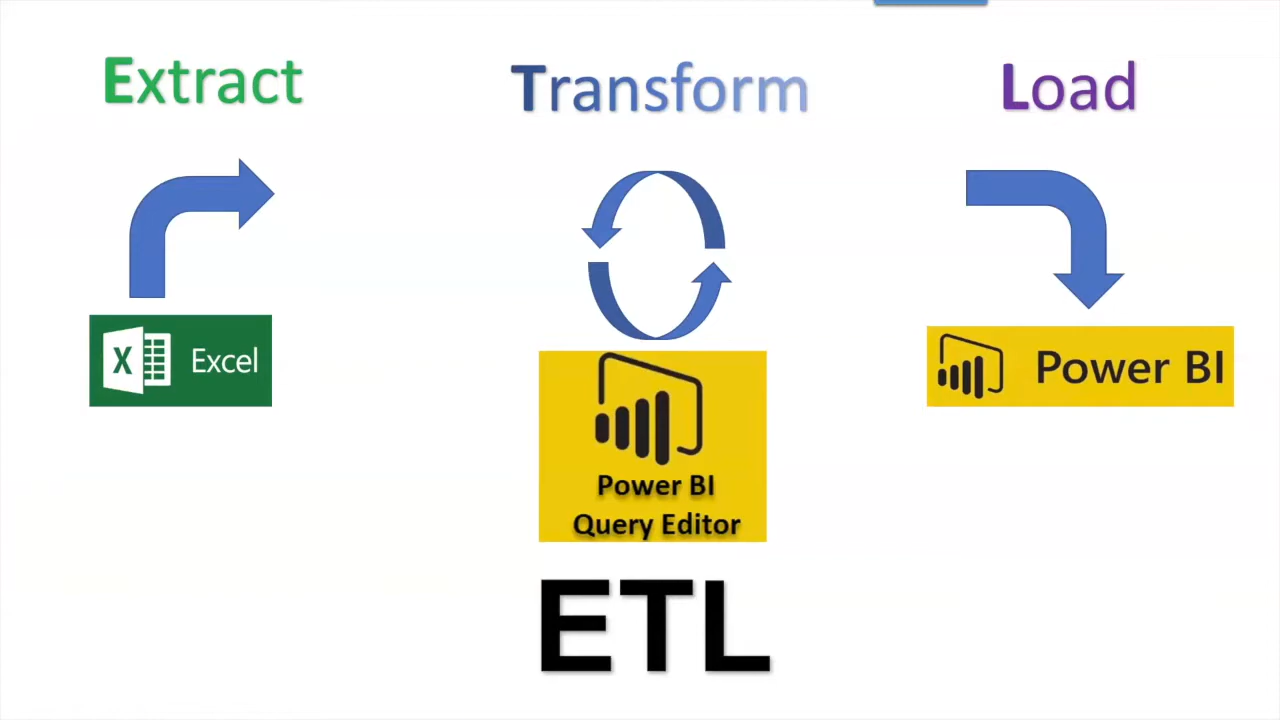 Extract
Transform
Load
X
Excel
Power BI
Query Editor
Power BI
ETL